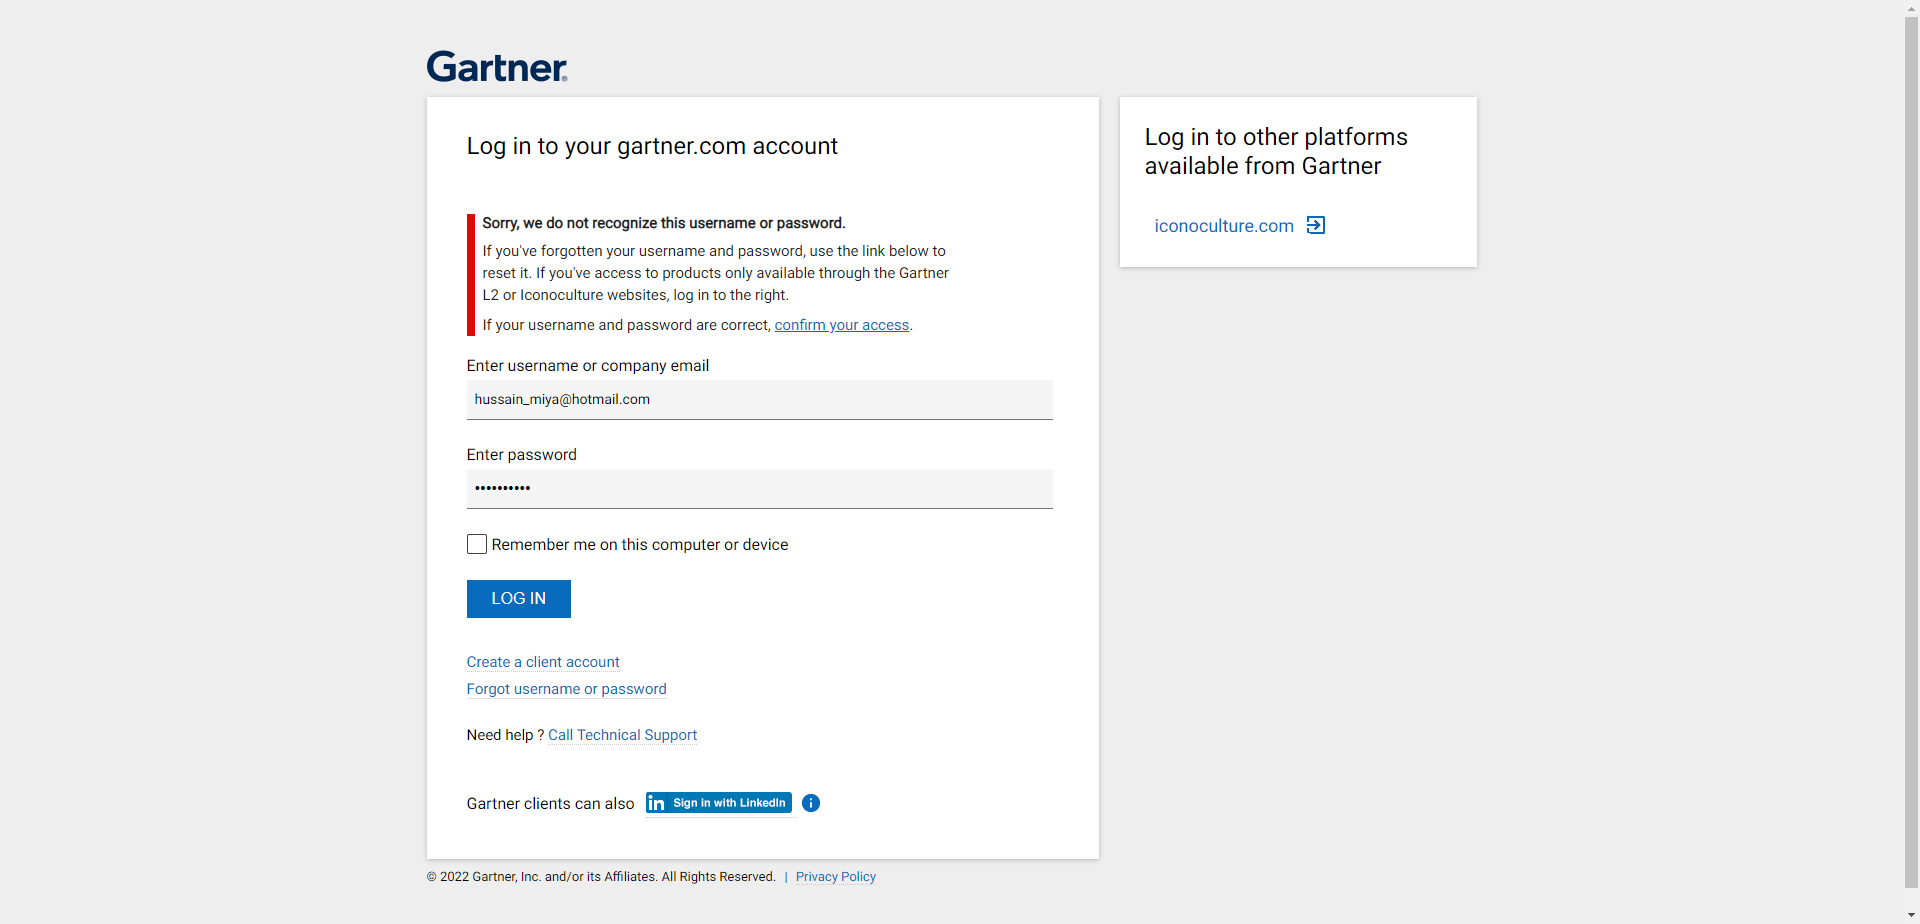 Gartner®
Log in to your gartner.com account
Sorry, we do not recognize this username or password.
If you've forgotten your username and password, use the link below to
reset it. If you've access to products only available through the Gartner
L2 or Iconoculture websites, log in to the right.
If your username and password are correct, confirm your access.
Enter username or company email
hussain_miya@hotmail.com
Enter password
••••••••••
Remember me on this computer or device
LOG IN
Create a client account
Forgot username or password
Need help ? Call Technical Support
Gartner clients can also in Sign in with LinkedIn i
© 2022 Gartner, Inc. and/or its Affiliates. All Rights Reserved. | Privacy Policy
Log in to other platforms
available from Gartner
iconoculture.com